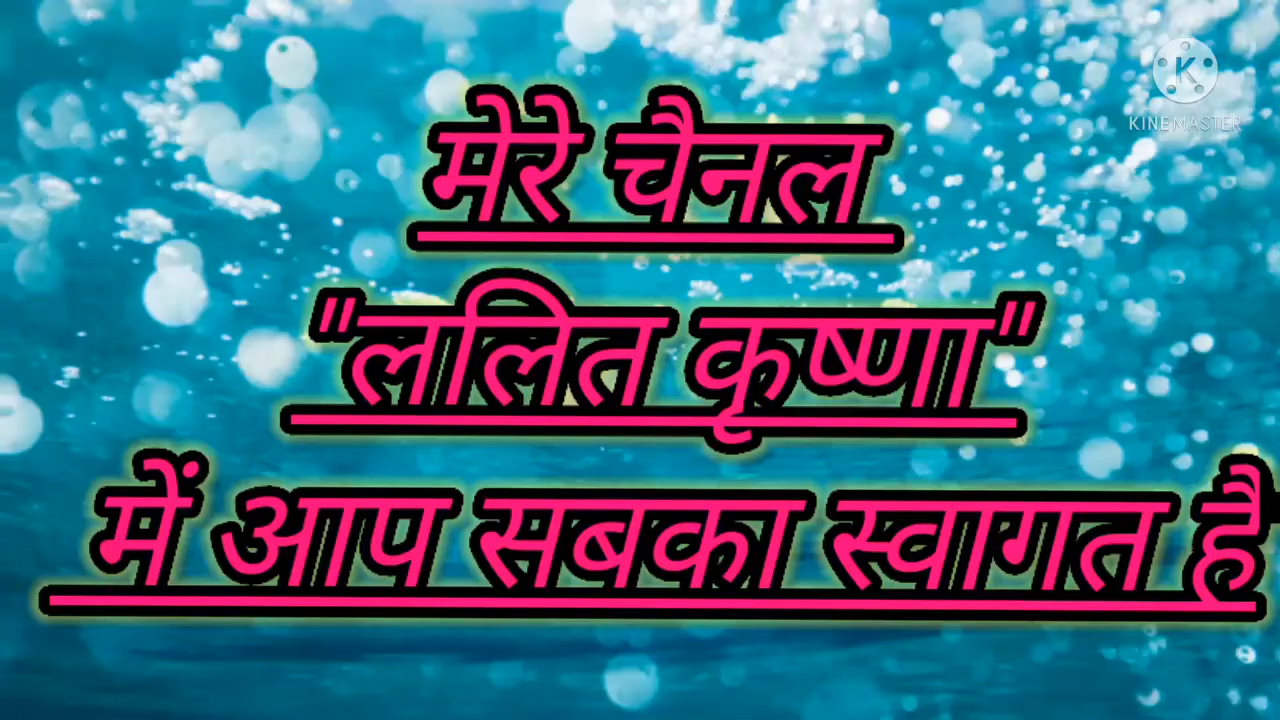 KINEMASTER
मेरे चैनल
"ललित कृष्णा"
में आप सबका स्वागत है